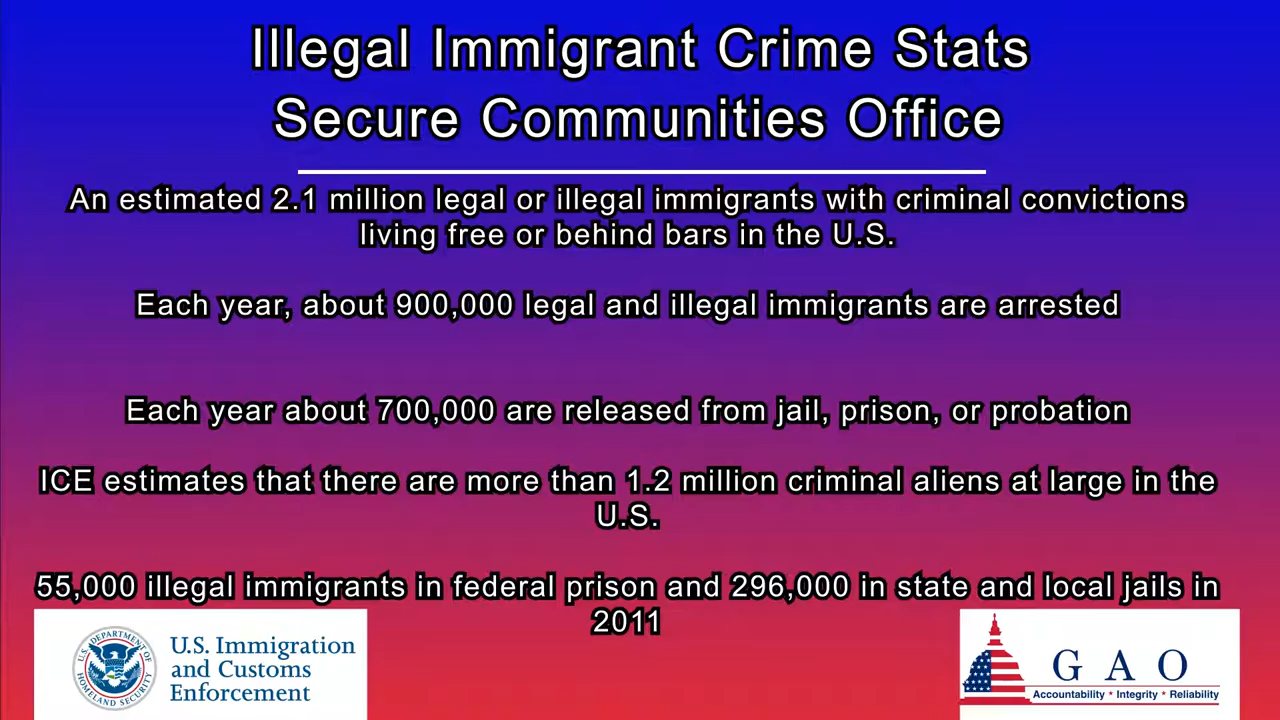 Illegal Immigrant Crime Stats
Secure Communities Office
An estimated 2.1 million legal or illegal immigrants with criminal convictions
living free or behind bars in the U.S.
Each year, about 900,000 legal and illegal immigrants are arrested
Each year about 700,000 are released from jail, prison, or probation
ICE estimates that there are more than 1.2 million criminal aliens at large in the
U.S.
55,000 illegal immigrants in federal prison and 296,000 in state and local jails in
2011
U.S. DEPARTMENT OF
HOMELAND SECURITY
U.S. Immigration
and Customs
Enforcement
GAO
Accountability * Integrity * Reliability